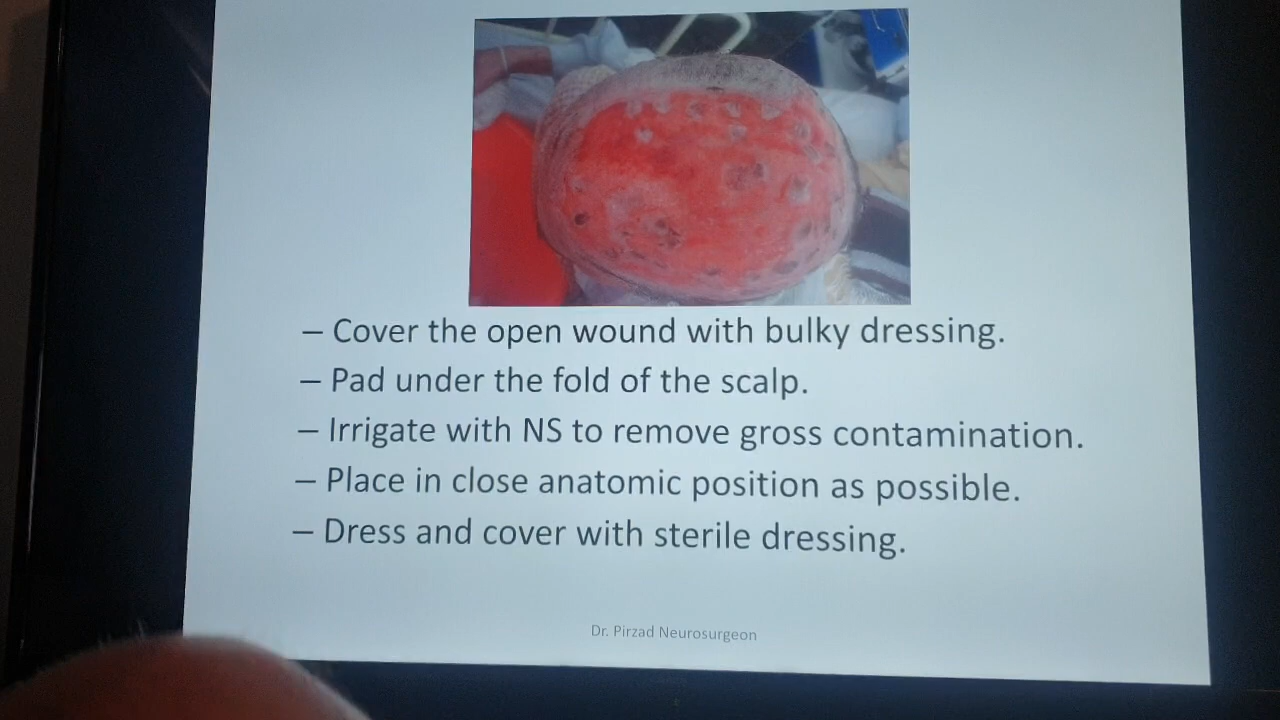 – Cover the open wound with bulky dressing.
– Pad under the fold of the scalp.
– Irrigate with NS to remove gross contamination.
– Place in close anatomic position as possible.
– Dress and cover with sterile dressing.
Dr. Pirzad Neurosurgeon